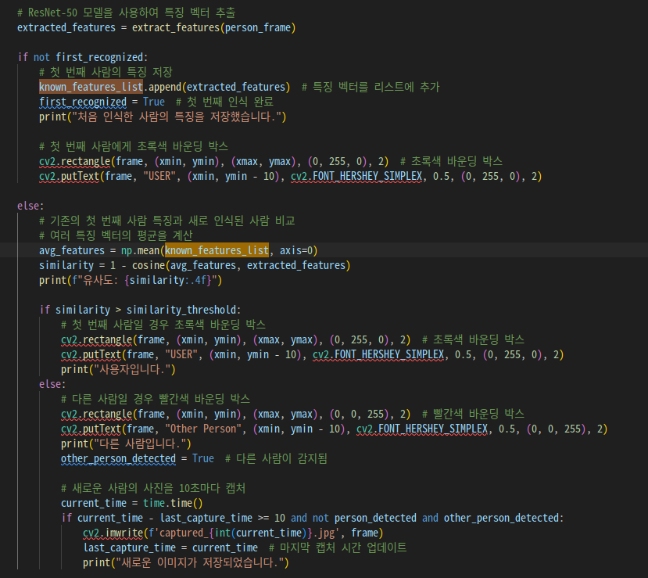 # ResNet-50 모델을 사용하여 특징 벡터 추출
extracted_features = extract_features(person_frame)
if not first_recognized:
# 첫 번째 사람의 특징 저장
known_features_list.append(extracted_features)  # 특징 벡터를 리스트에 추가
first_recognized = True  # 첫 번째 인식 완료
print("처음 인식한 사람의 특징을 저장했습니다.")
# 첫 번째 사람에게 초록색 바운딩 박스
cv2.rectangle(frame, (xmin, ymin), (xmax, ymax), (0, 255, 0), 2)  # 초록색 바운딩 박스
cv2.putText(frame, "USER", (xmin, ymin - 10), cv2.FONT_HERSHEY_SIMPLEX, 0.5, (0, 255, 0), 2)
else:
# 기존의 첫 번째 사람 특징과 새로 인식된 사람 비교
# 여러 특징 벡터의 평균을 계산
avg_features = np.mean(known_features_list, axis=0)
similarity = 1 - cosine(avg_features, extracted_features)
print(f"유사도: {similarity:.4f}")
if similarity > similarity_threshold:
# 첫 번째 사람일 경우 초록색 바운딩 박스
cv2.rectangle(frame, (xmin, ymin), (xmax, ymax), (0, 255, 0), 2)  # 초록색 바운딩 박스
cv2.putText(frame, "USER", (xmin, ymin - 10), cv2.FONT_HERSHEY_SIMPLEX, 0.5, (0, 255, 0), 2)
print("사용자입니다.")
else:
# 다른 사람일 경우 빨간색 바운딩 박스
cv2.rectangle(frame, (xmin, ymin), (xmax, ymax), (0, 0, 255), 2)  # 빨간색 바운딩 박스
cv2.putText(frame, "Other Person", (xmin, ymin - 10), cv2.FONT_HERSHEY_SIMPLEX, 0.5, (0, 0, 255), 2)
print("다른 사람입니다.")
other_person_detected = True  # 다른 사람이 감지됨
# 새로운 사람의 사진을 10초마다 캡처
current_time = time.time()
if current_time - last_capture_time >= 10 and not person_detected and other_person_detected:
cv2.imwrite(f'captured_{int(current_time)}.jpg', frame)
last_capture_time = current_time  # 마지막 캡처 시간 업데이트
print("새로운 이미지가 저장되었습니다.")